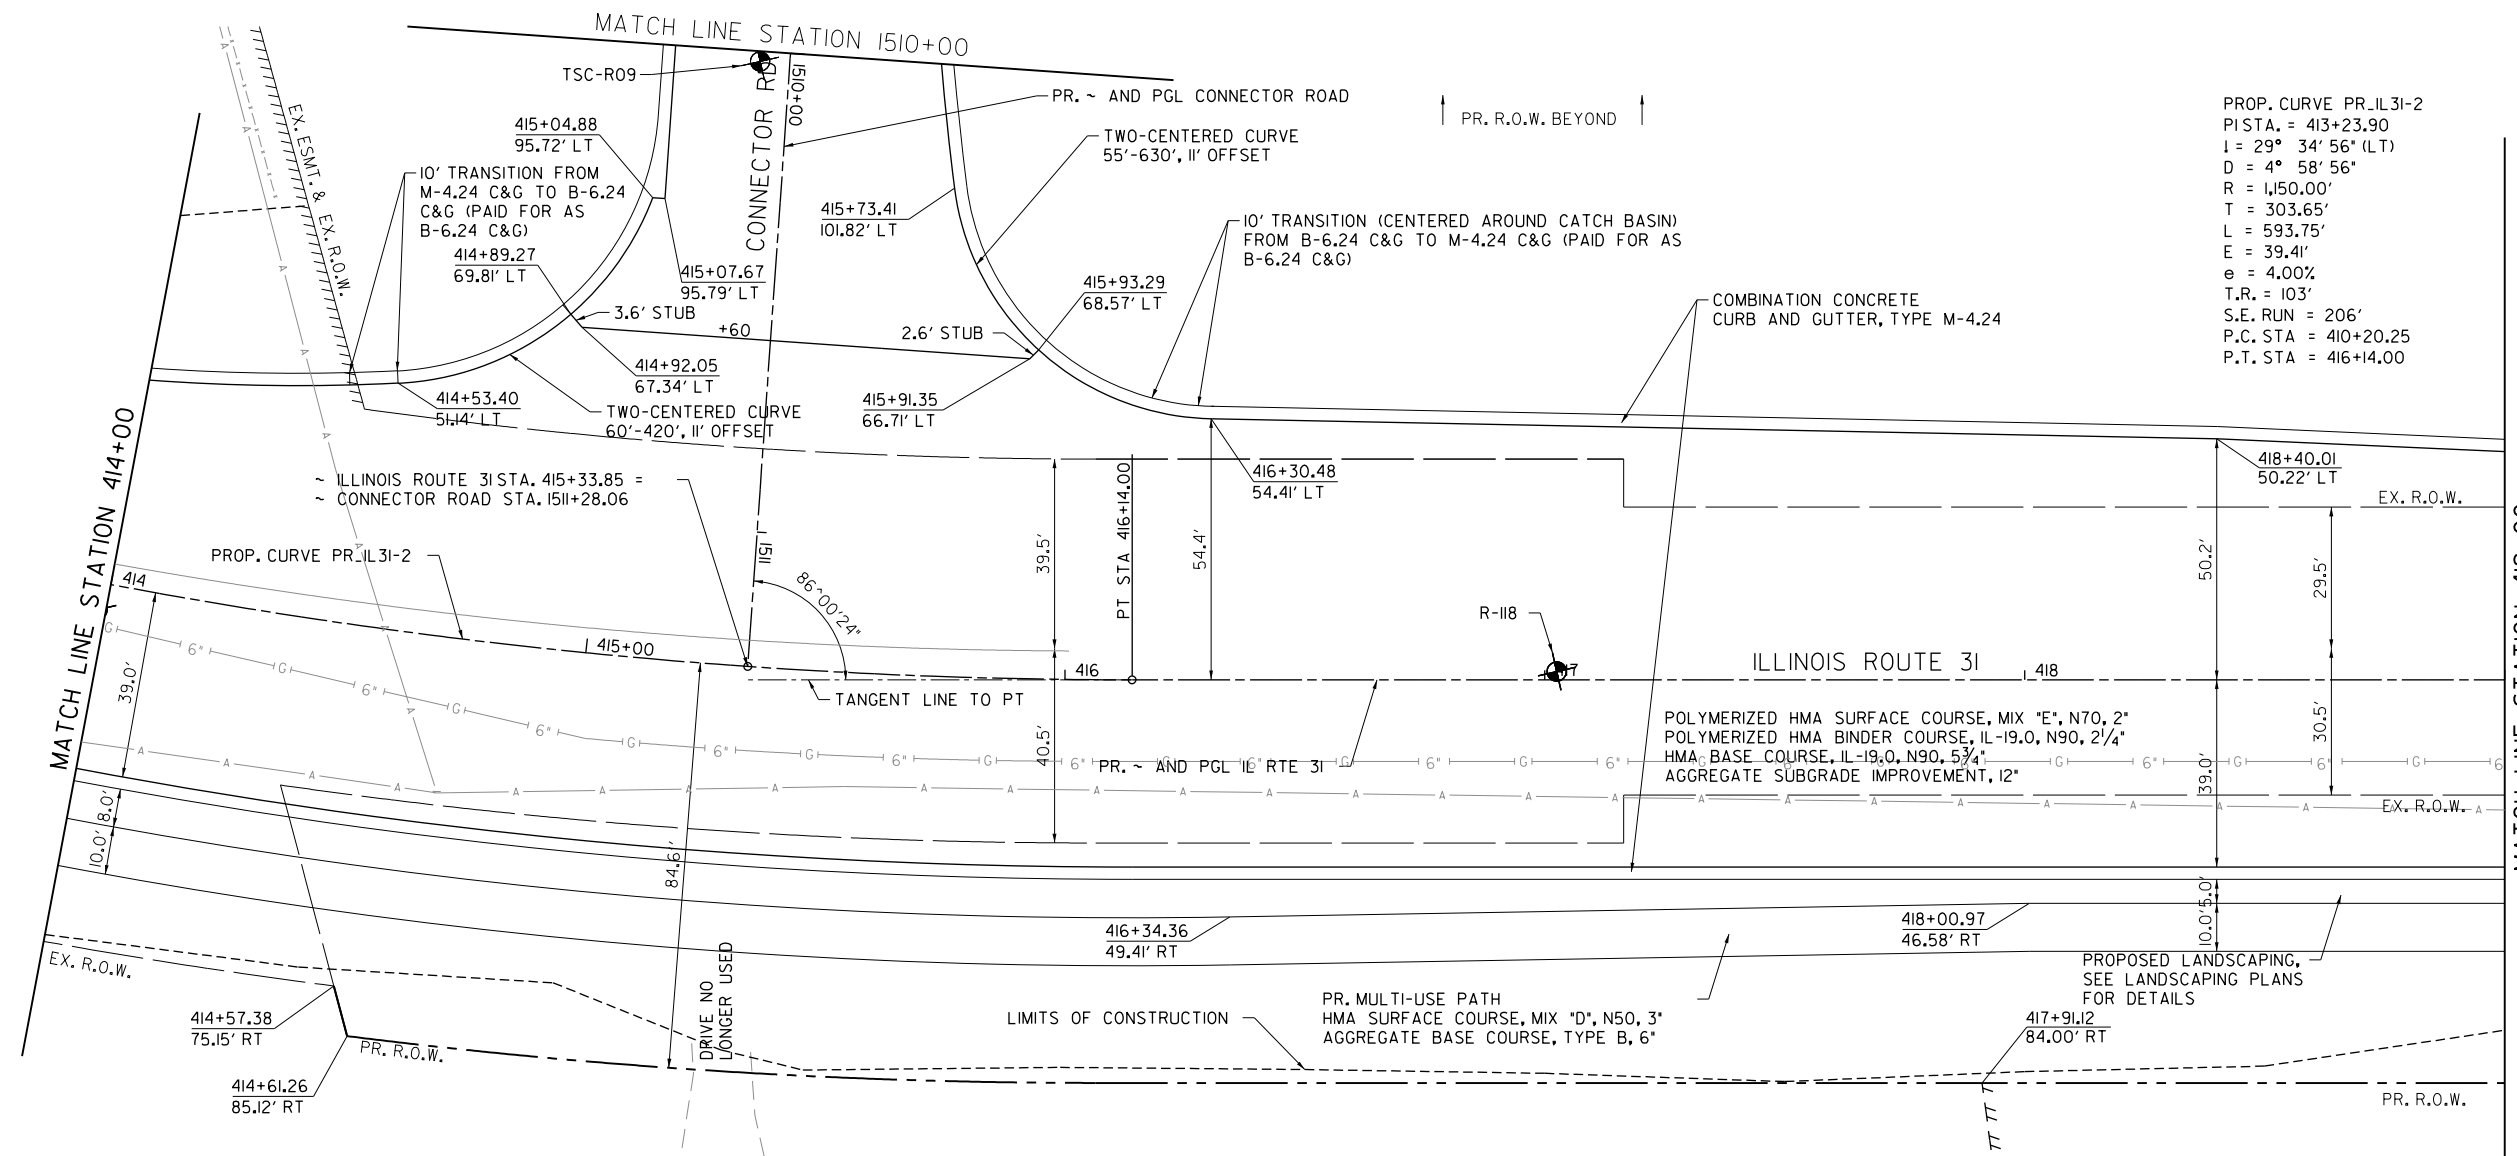 MATCH LINE STATION 1510+00
TSC-R09
CONNECTOR RD
1510+00
PR. ~ AND PGL CONNECTOR ROAD
PR. R.O.W. BEYOND
PROP. CURVE PR_IL31-2
PI STA. = 413+23.90
= 29° 34' 56" (LT)
D = 4° 58' 56"
R = 1,150.00'
T = 303.65'
L = 593.75'
E = 39.41'
e = 4.00%
T.R. = 103'
S.E. RUN = 206'
P.C. STA = 410+20.25
P.T. STA = 416+14.00
EX. ESMT. & EX. R.O.W.
415+04.88
95.72' LT
10' TRANSITION FROM
M-4.24 C&G TO B-6.24
C&G (PAID FOR AS
B-6.24 C&G)
414+89.27
69.81' LT
TWO-CENTERED CURVE
55'-630', 11' OFFSET
415+73.41
101.82' LT
10' TRANSITION (CENTERED AROUND CATCH BASIN)
FROM B-6.24 C&G TO M-4.24 C&G (PAID FOR AS
B-6.24 C&G)
415+07.67
95.79' LT
415+93.29
68.57' LT
3.6' STUB
+60
2.6' STUB
COMBINATION CONCRETE
CURB AND GUTTER, TYPE M-4.24
414+92.05
67.34' LT
414+53.40
51.14' LT
TWO-CENTERED CURVE
60'-420', 11' OFFSET
415+91.35
66.71' LT
416+30.48
54.41' LT
418+40.01
50.22' LT
EX. R.O.W.
MATCH LINE STATION 414+00
~ ILLINOIS ROUTE 31 STA. 415+33.85 =
~ CONNECTOR ROAD STA. 1511+28.06
PROP. CURVE PR_IL31-2
1511
86^00'24"
39.5'
PT STA 416+14.00
54.4'
50.2'
29.5'
414
415+00
416
R-118
17
ILLINOIS ROUTE 31
418
TANGENT LINE TO PT
39.0'
40.5'
PR. ~ AND PGL IL RTE 31
POLYMERIZED HMA SURFACE COURSE, MIX "E", N70, 2"
POLYMERIZED HMA BINDER COURSE, IL-19.0, N90, 2 1/4"
HMA BASE COURSE, IL-19.0, N90, 5 3/4"
AGGREGATE SUBGRADE IMPROVEMENT, 12"
30.5'
39.0'
EX. R.O.W.
8.0'
10.0'
84.6'
5.0'
10.0'
416+34.36
49.41' RT
418+00.97
46.58' RT
EX. R.O.W.
PROPOSED LANDSCAPING,
SEE LANDSCAPING PLANS
FOR DETAILS
DRIVE NO
LONGER USED
414+57.38
75.15' RT
LIMITS OF CONSTRUCTION
PR. MULTI-USE PATH
HMA SURFACE COURSE, MIX "D", N50, 3"
AGGREGATE BASE COURSE, TYPE B, 6"
417+91.12
84.00' RT
PR. R.O.W.
414+61.26
85.12' RT
PR. R.O.W.